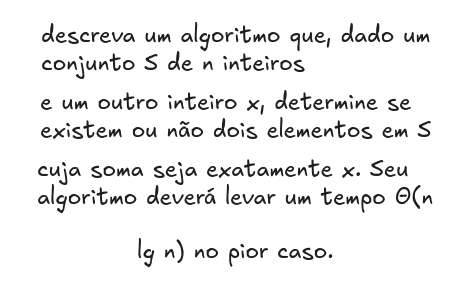 descreva um algoritmo que, dado um
conjunto S de n inteiros
e um outro inteiro x, determine se
existem ou não dois elementos em S
cuja soma seja exatamente x. Seu
algoritmo deverá levar um tempo Θ(n
lg n) no pior caso.